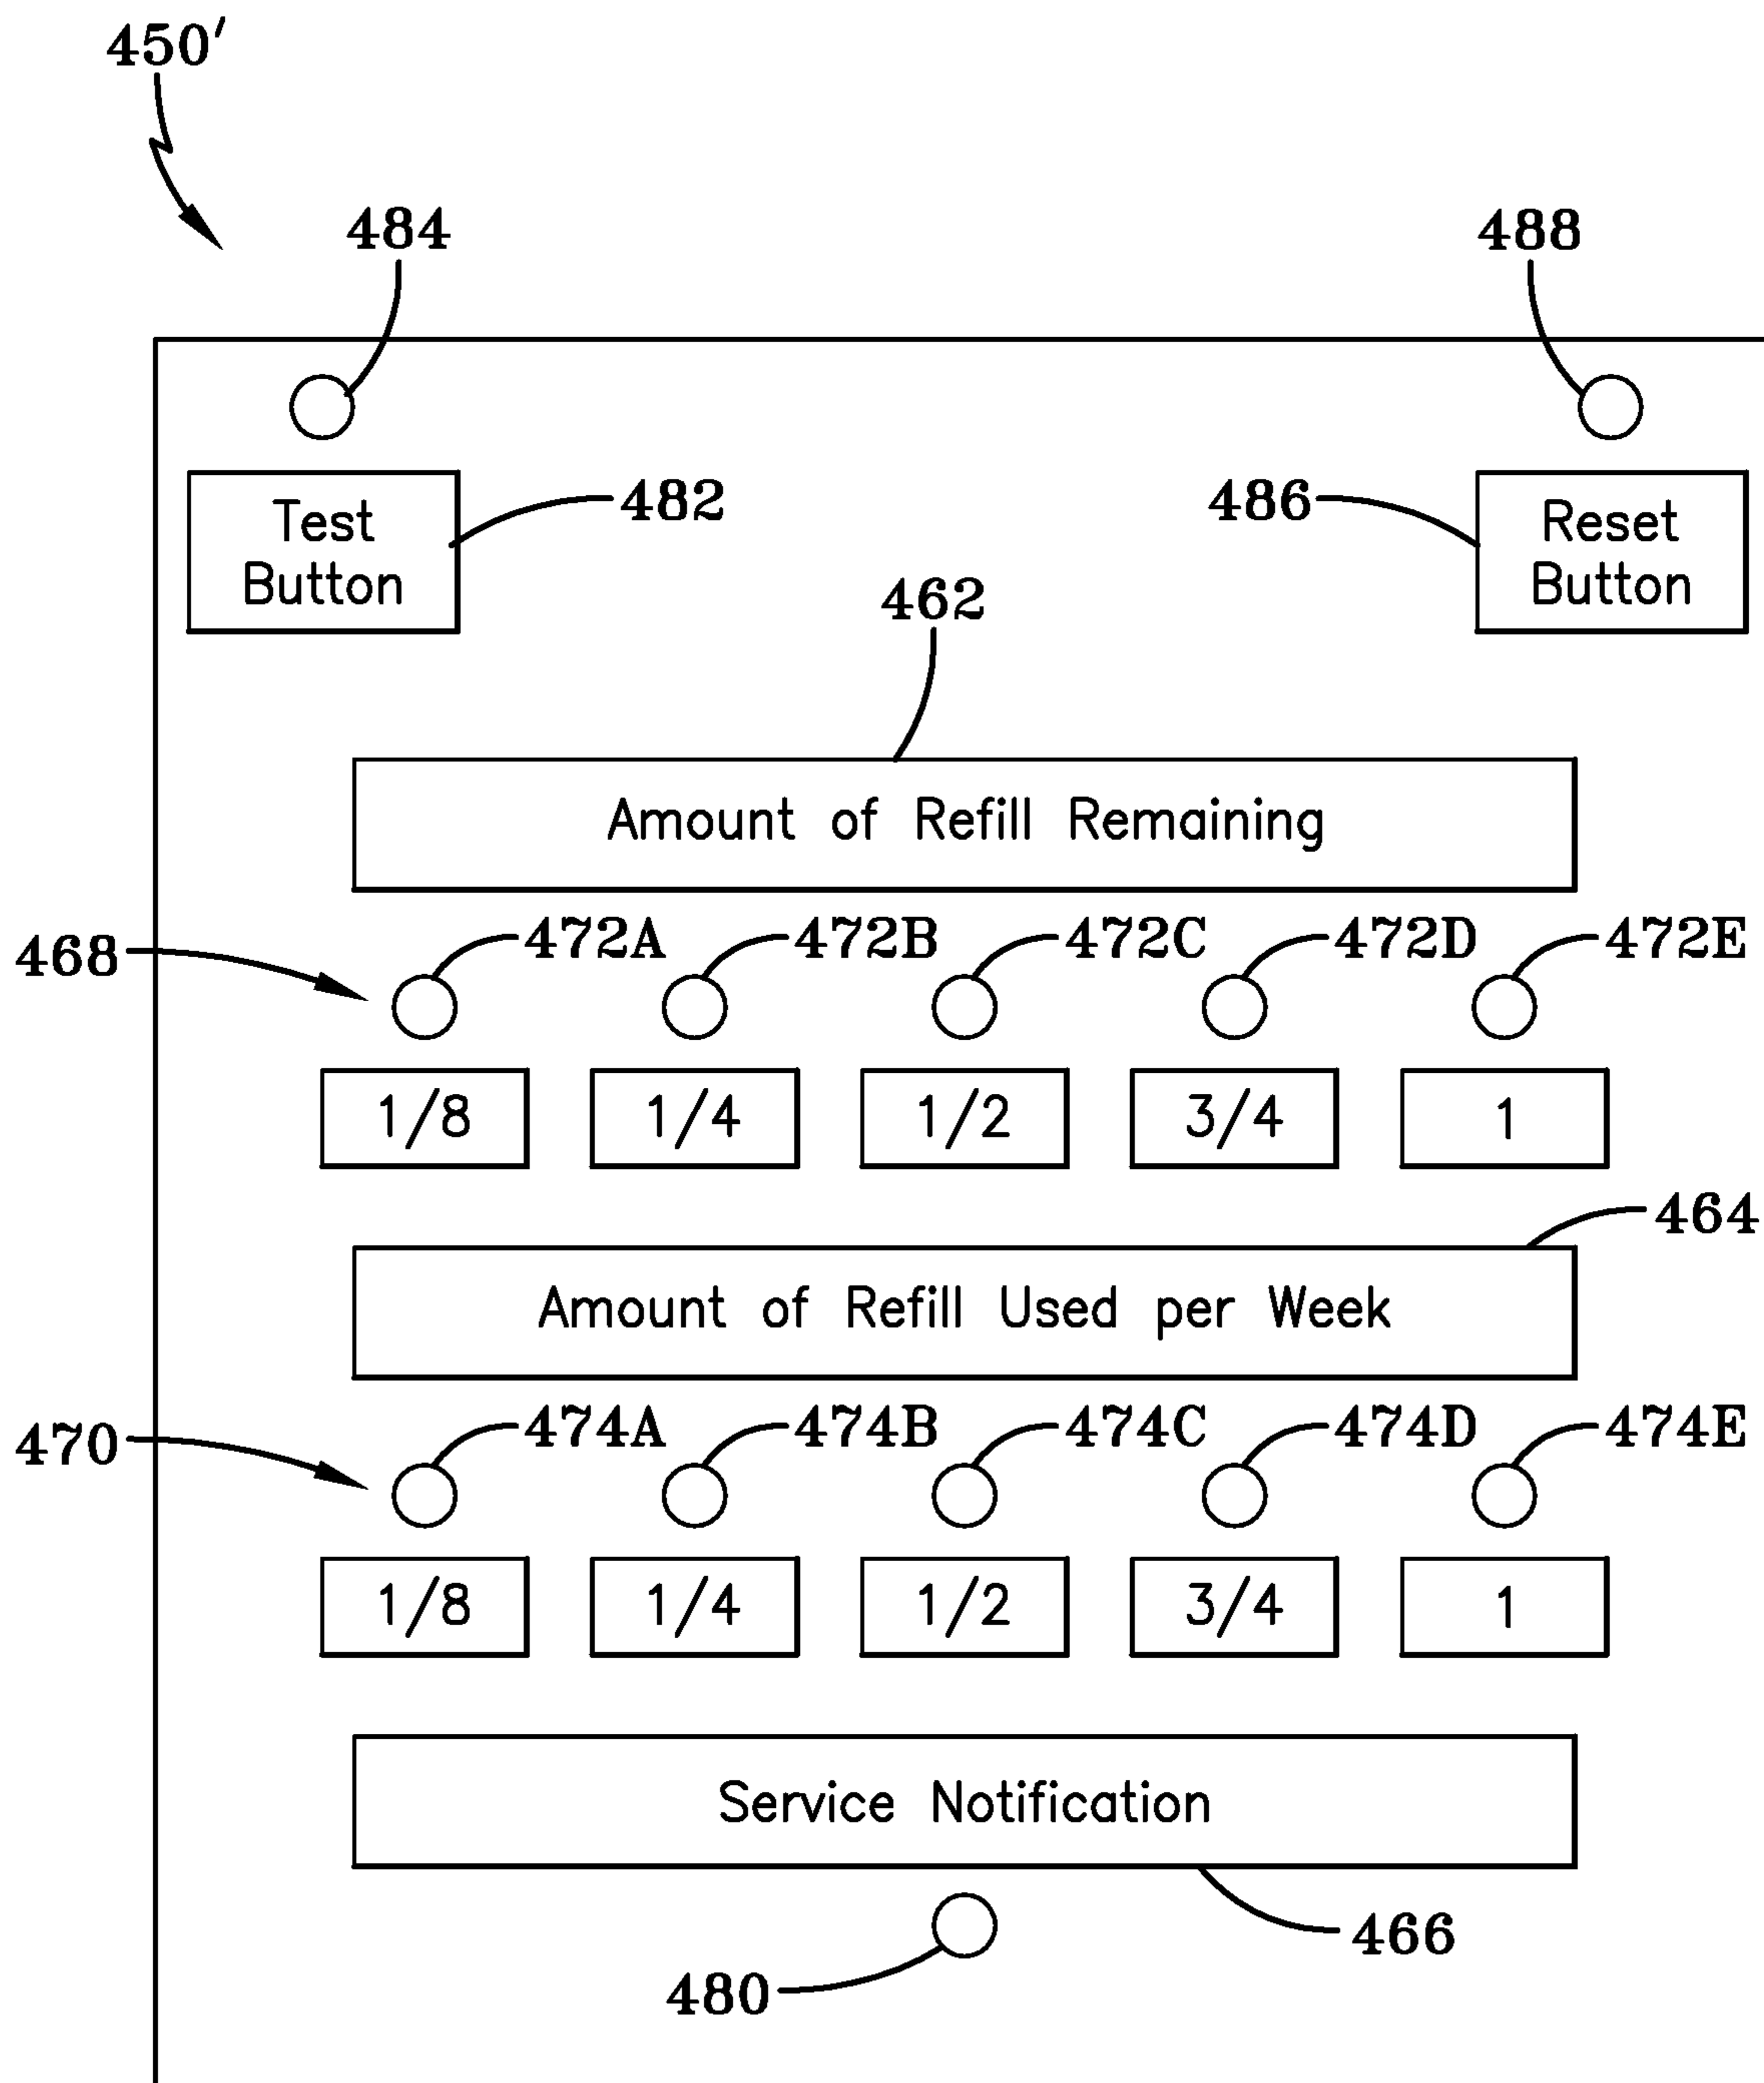 450'
484
488
Test
Button
482
486
Reset
Button
462
Amount of Refill Remaining
468
472A 472B 472C 472D 472E
1/8 1/4 1/2 3/4 1
464
Amount of Refill Used per Week
470
474A 474B 474C 474D 474E
1/8 1/4 1/2 3/4 1
Service Notification
466
480